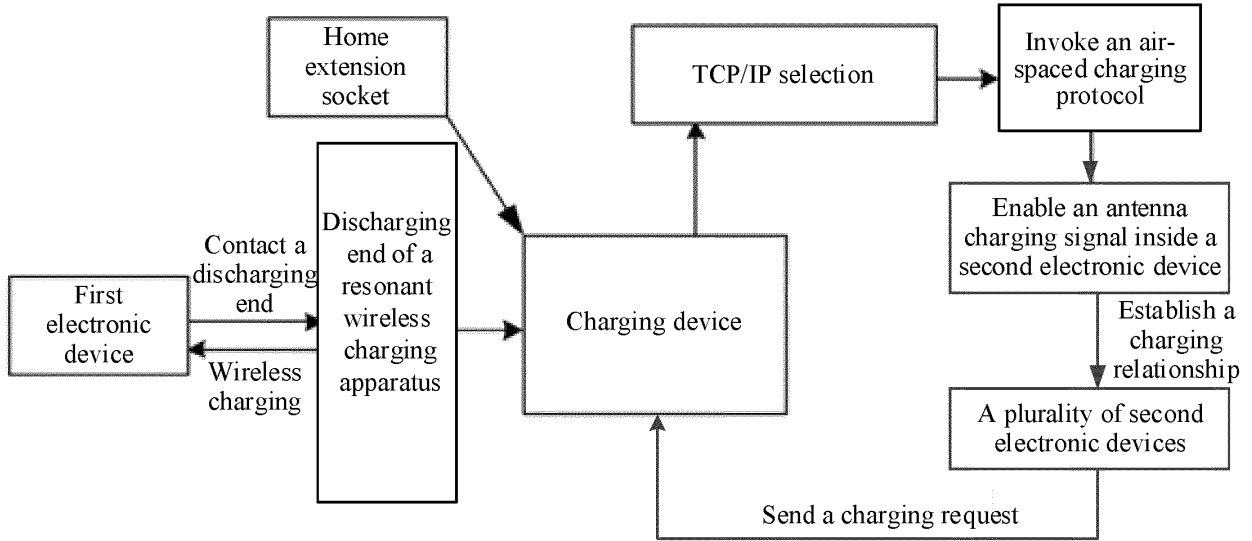 Home
extension
socket
TCP/IP selection
Invoke an air-
spaced charging
protocol
Discharging
end of a
resonant
wireless
charging
apparatus
Contact a
discharging
end
First
electronic
device
Wireless
charging
Charging device
Enable an antenna
charging signal inside a
second electronic device
Establish a
charging
relationship
A plurality of second
electronic devices
Send a charging request